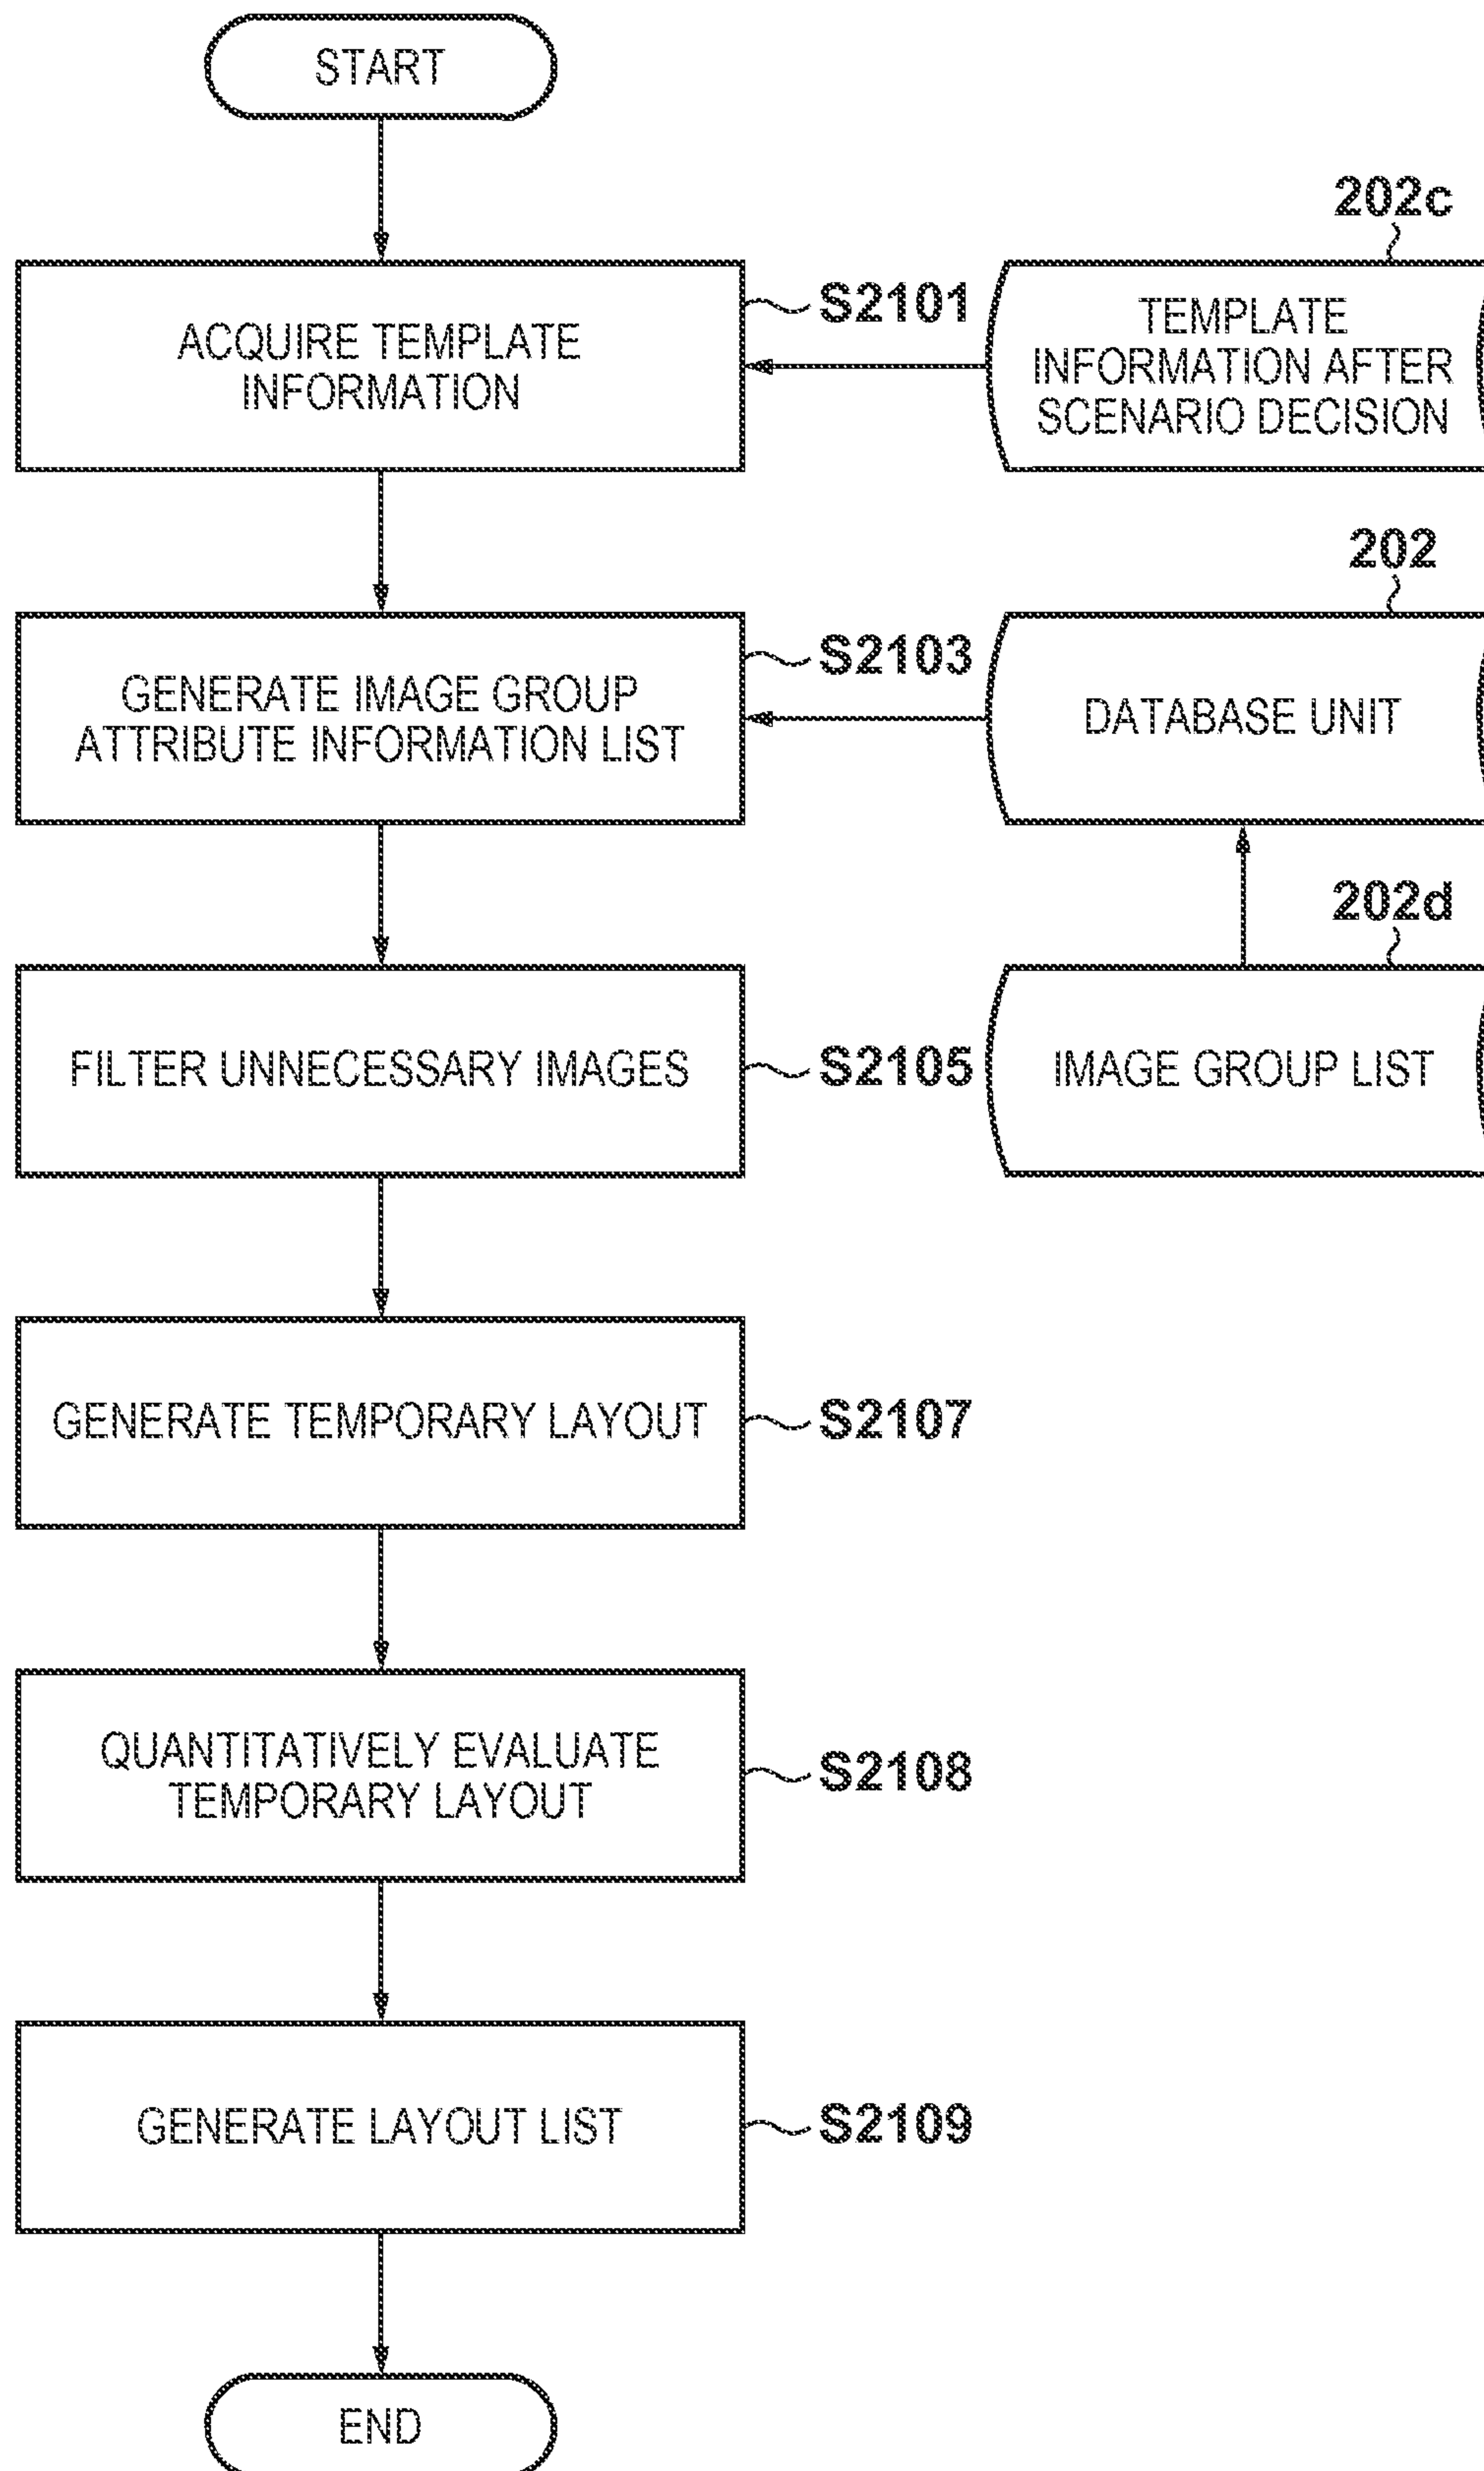 START
202c
S2101
ACQUIRE TEMPLATE
INFORMATION
TEMPLATE
INFORMATION AFTER
SCENARIO DECISION
202
S2103
GENERATE IMAGE GROUP
ATTRIBUTE INFORMATION LIST
DATABASE UNIT
202d
FILTER UNNECESSARY IMAGES
S2105
IMAGE GROUP LIST
GENERATE TEMPORARY LAYOUT
S2107
QUANTITATIVELY EVALUATE
TEMPORARY LAYOUT
S2108
GENERATE LAYOUT LIST
S2109
END